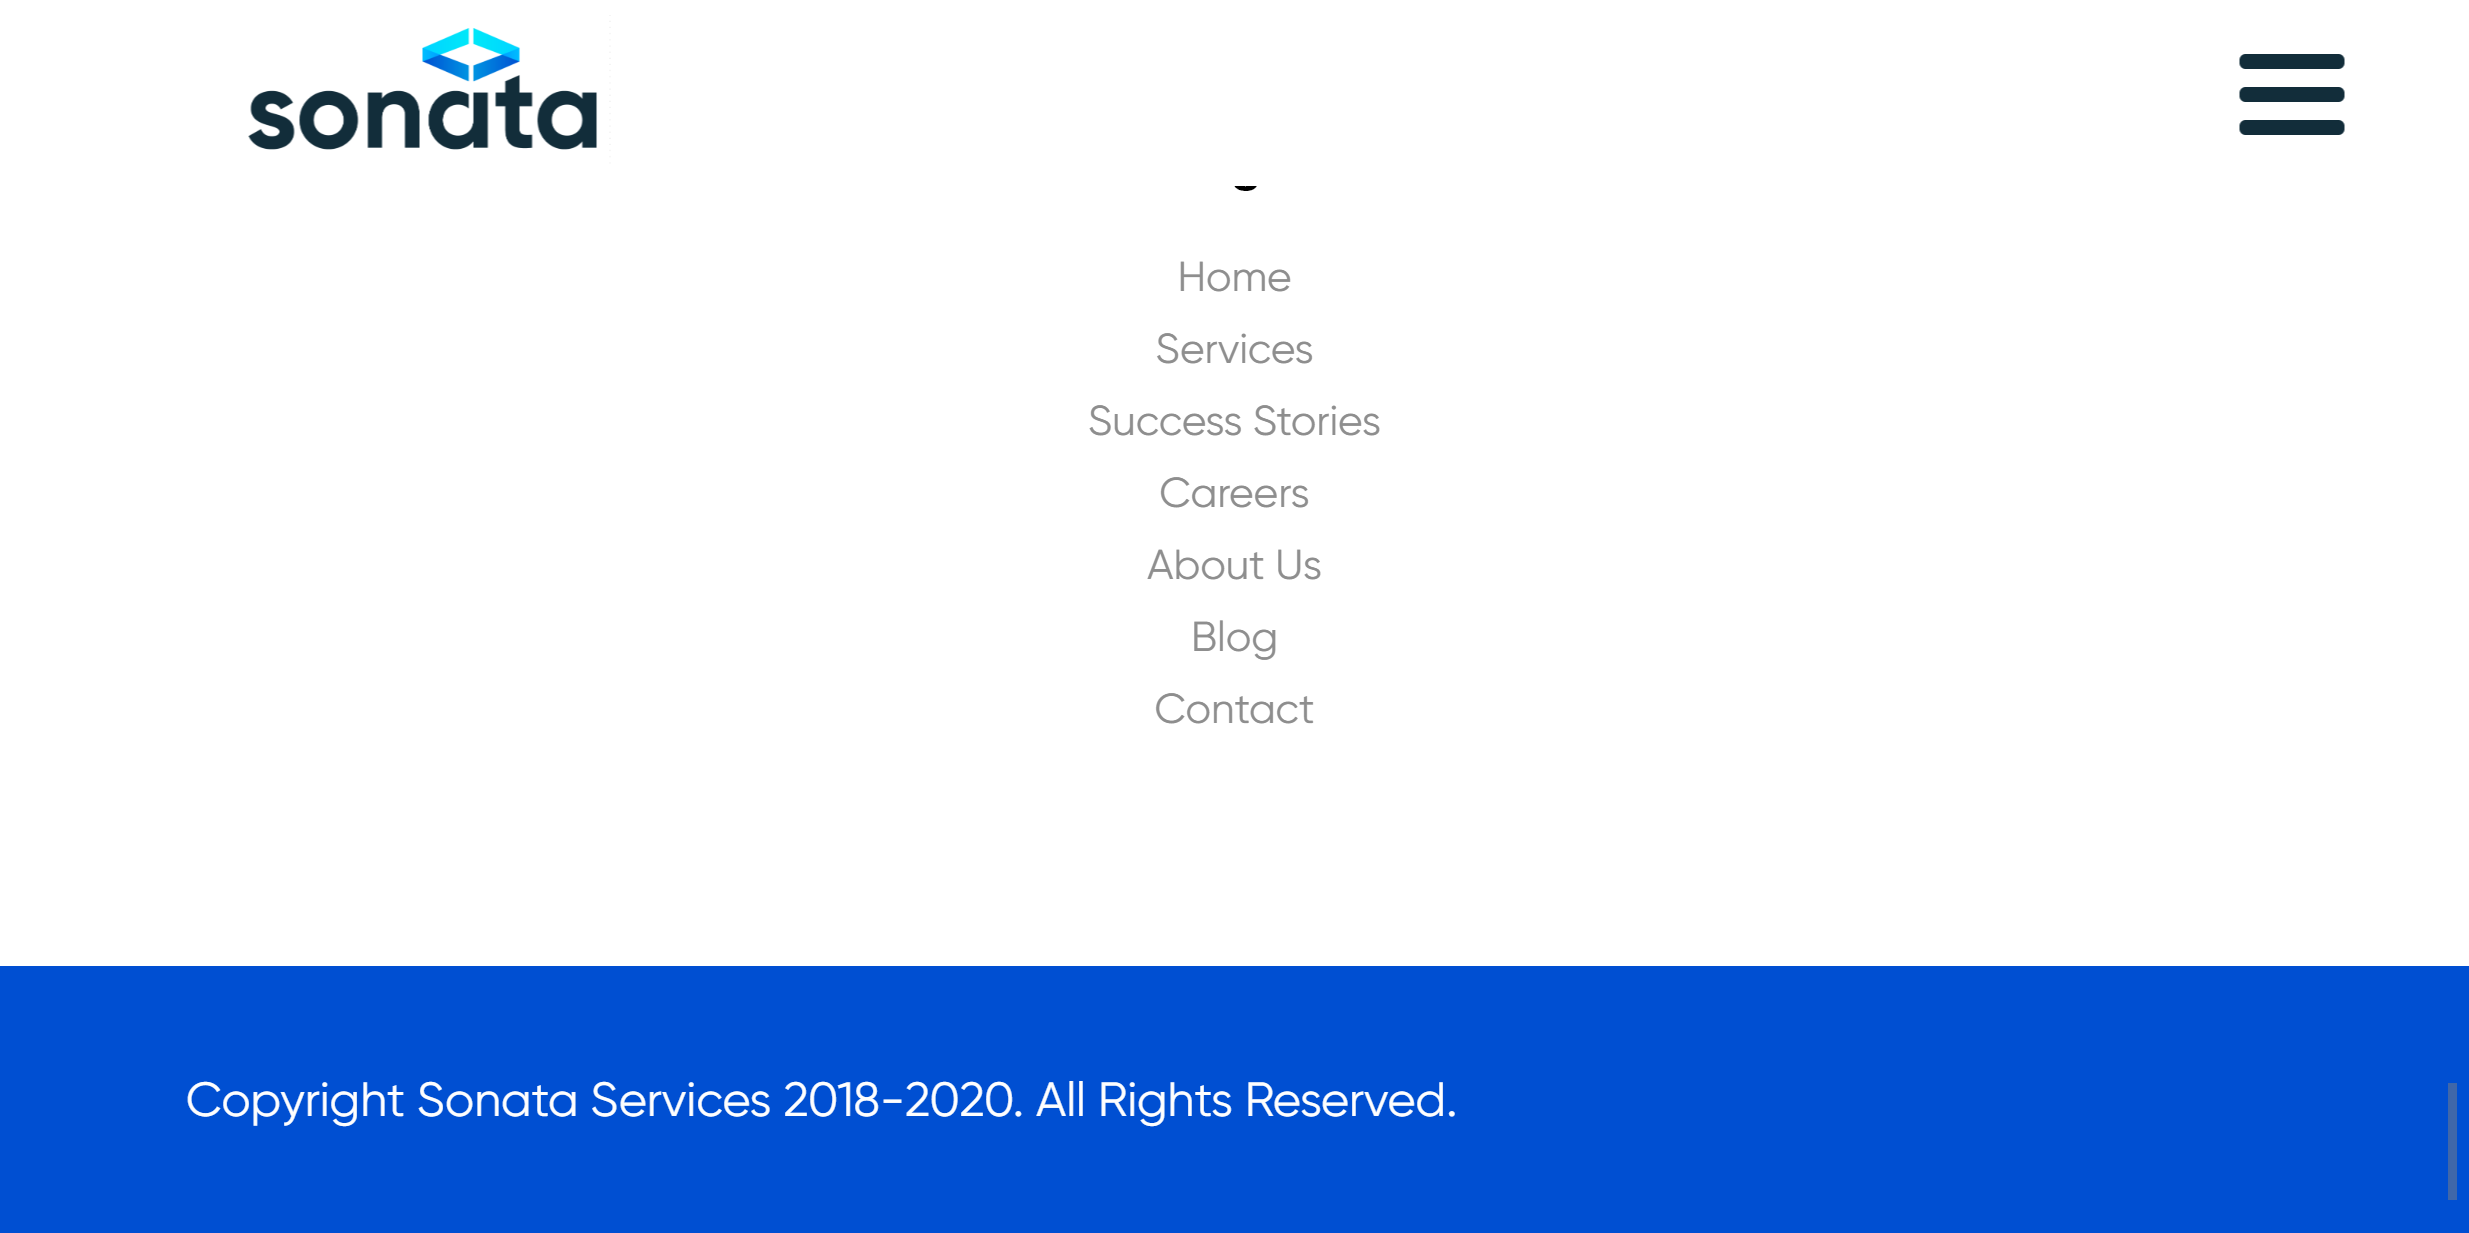 sonata
Home
Services
Success Stories
Careers
About Us
Blog
Contact
Copyright Sonata Services 2018-2020. All Rights Reserved.